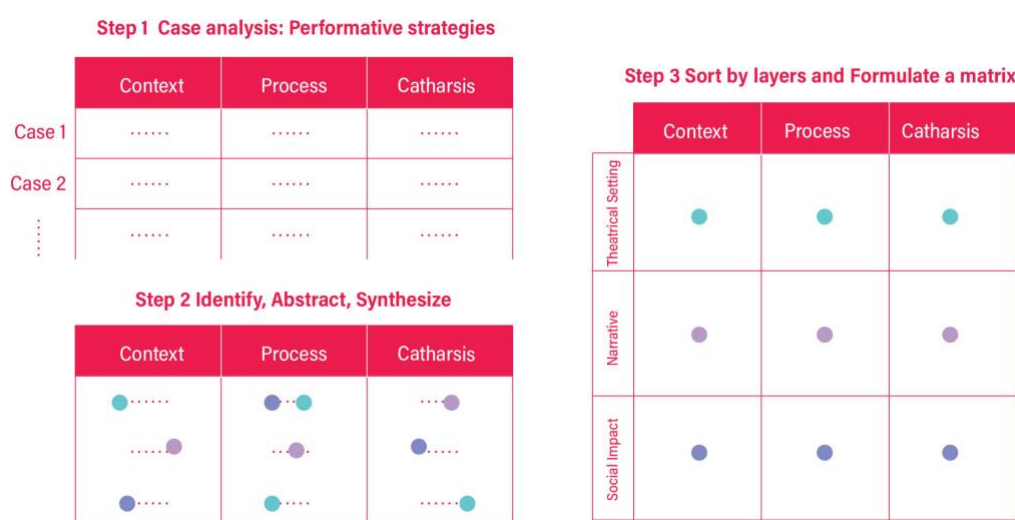 Step 1 Case analysis: Performative strategies
Context Process Catharsis
Case 1 ...... ...... ......
Case 2 ...... ...... ......
...... ...... ...... ......
Step 2 Identify, Abstract, Synthesize
Context Process Catharsis
Step 3 Sort by layers and Formulate a matrix
Context Process Catharsis
Theatrical Setting
Narrative
Social Impact